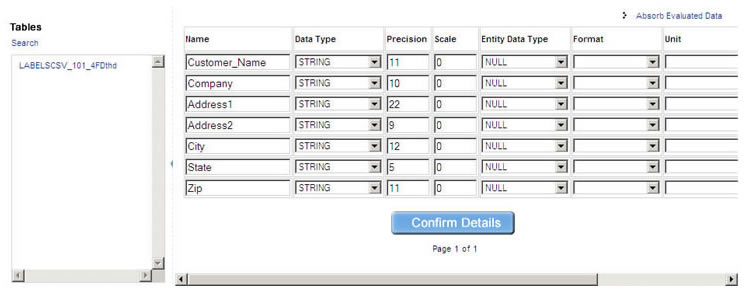 Absorb Evaluated Data
Tables
Search
LABELSCSV_101_4FDthd
Name Data Type Precision Scale Entity Data Type Format Unit
Customer_Name STRING 11 0 NULL
Company STRING 10 0 NULL
Address1 STRING 22 0 NULL
Address2 STRING 9 0 NULL
City STRING 12 0 NULL
State STRING 5 0 NULL
Zip STRING 11 0 NULL
Confirm Details
Page 1 of 1